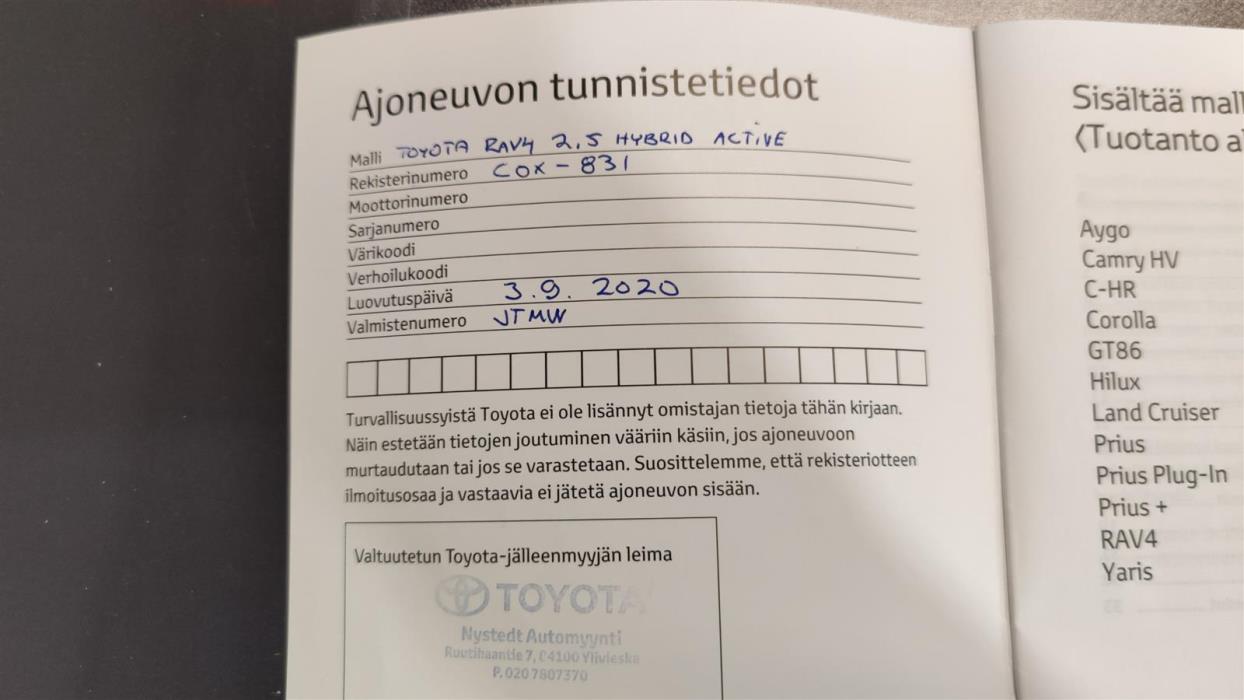 Ajoneuvon tunnistetiedot
Malli TOYOTA RAV4 2,5 HYBRID ACTIVE
Rekisterinumero COX-831
Moottorinumero
Sarjanumero
Värikoodi
Verhoilukoodi
Luovutuspäivä 3.9. 2020
Valmistenumero JTMW
Turvallisuussyistä Toyota ei ole lisännyt omistajan tietoja tähän kirjaan.
Näin estetään tietojen joutuminen vääriin käsiin, jos ajoneuvoon
murtaudutaan tai jos se varastetaan. Suosittelemme, että rekisteriotteen
ilmoitusosaa ja vastaavia ei jätetä ajoneuvon sisään.
Valtuutetun Toyota-jälleenmyyjän leima
TOYOTA
Nystedt Automyynti
Ruutihaantie 7, 84100 Ylivieska
P. 020 7807370
Sisältää mall
(Tuotanto a
Aygo
Camry HV
C-HR
Corolla
GT86
Hilux
Land Cruiser
Prius
Prius Plug-In
Prius +
RAV4
Yaris